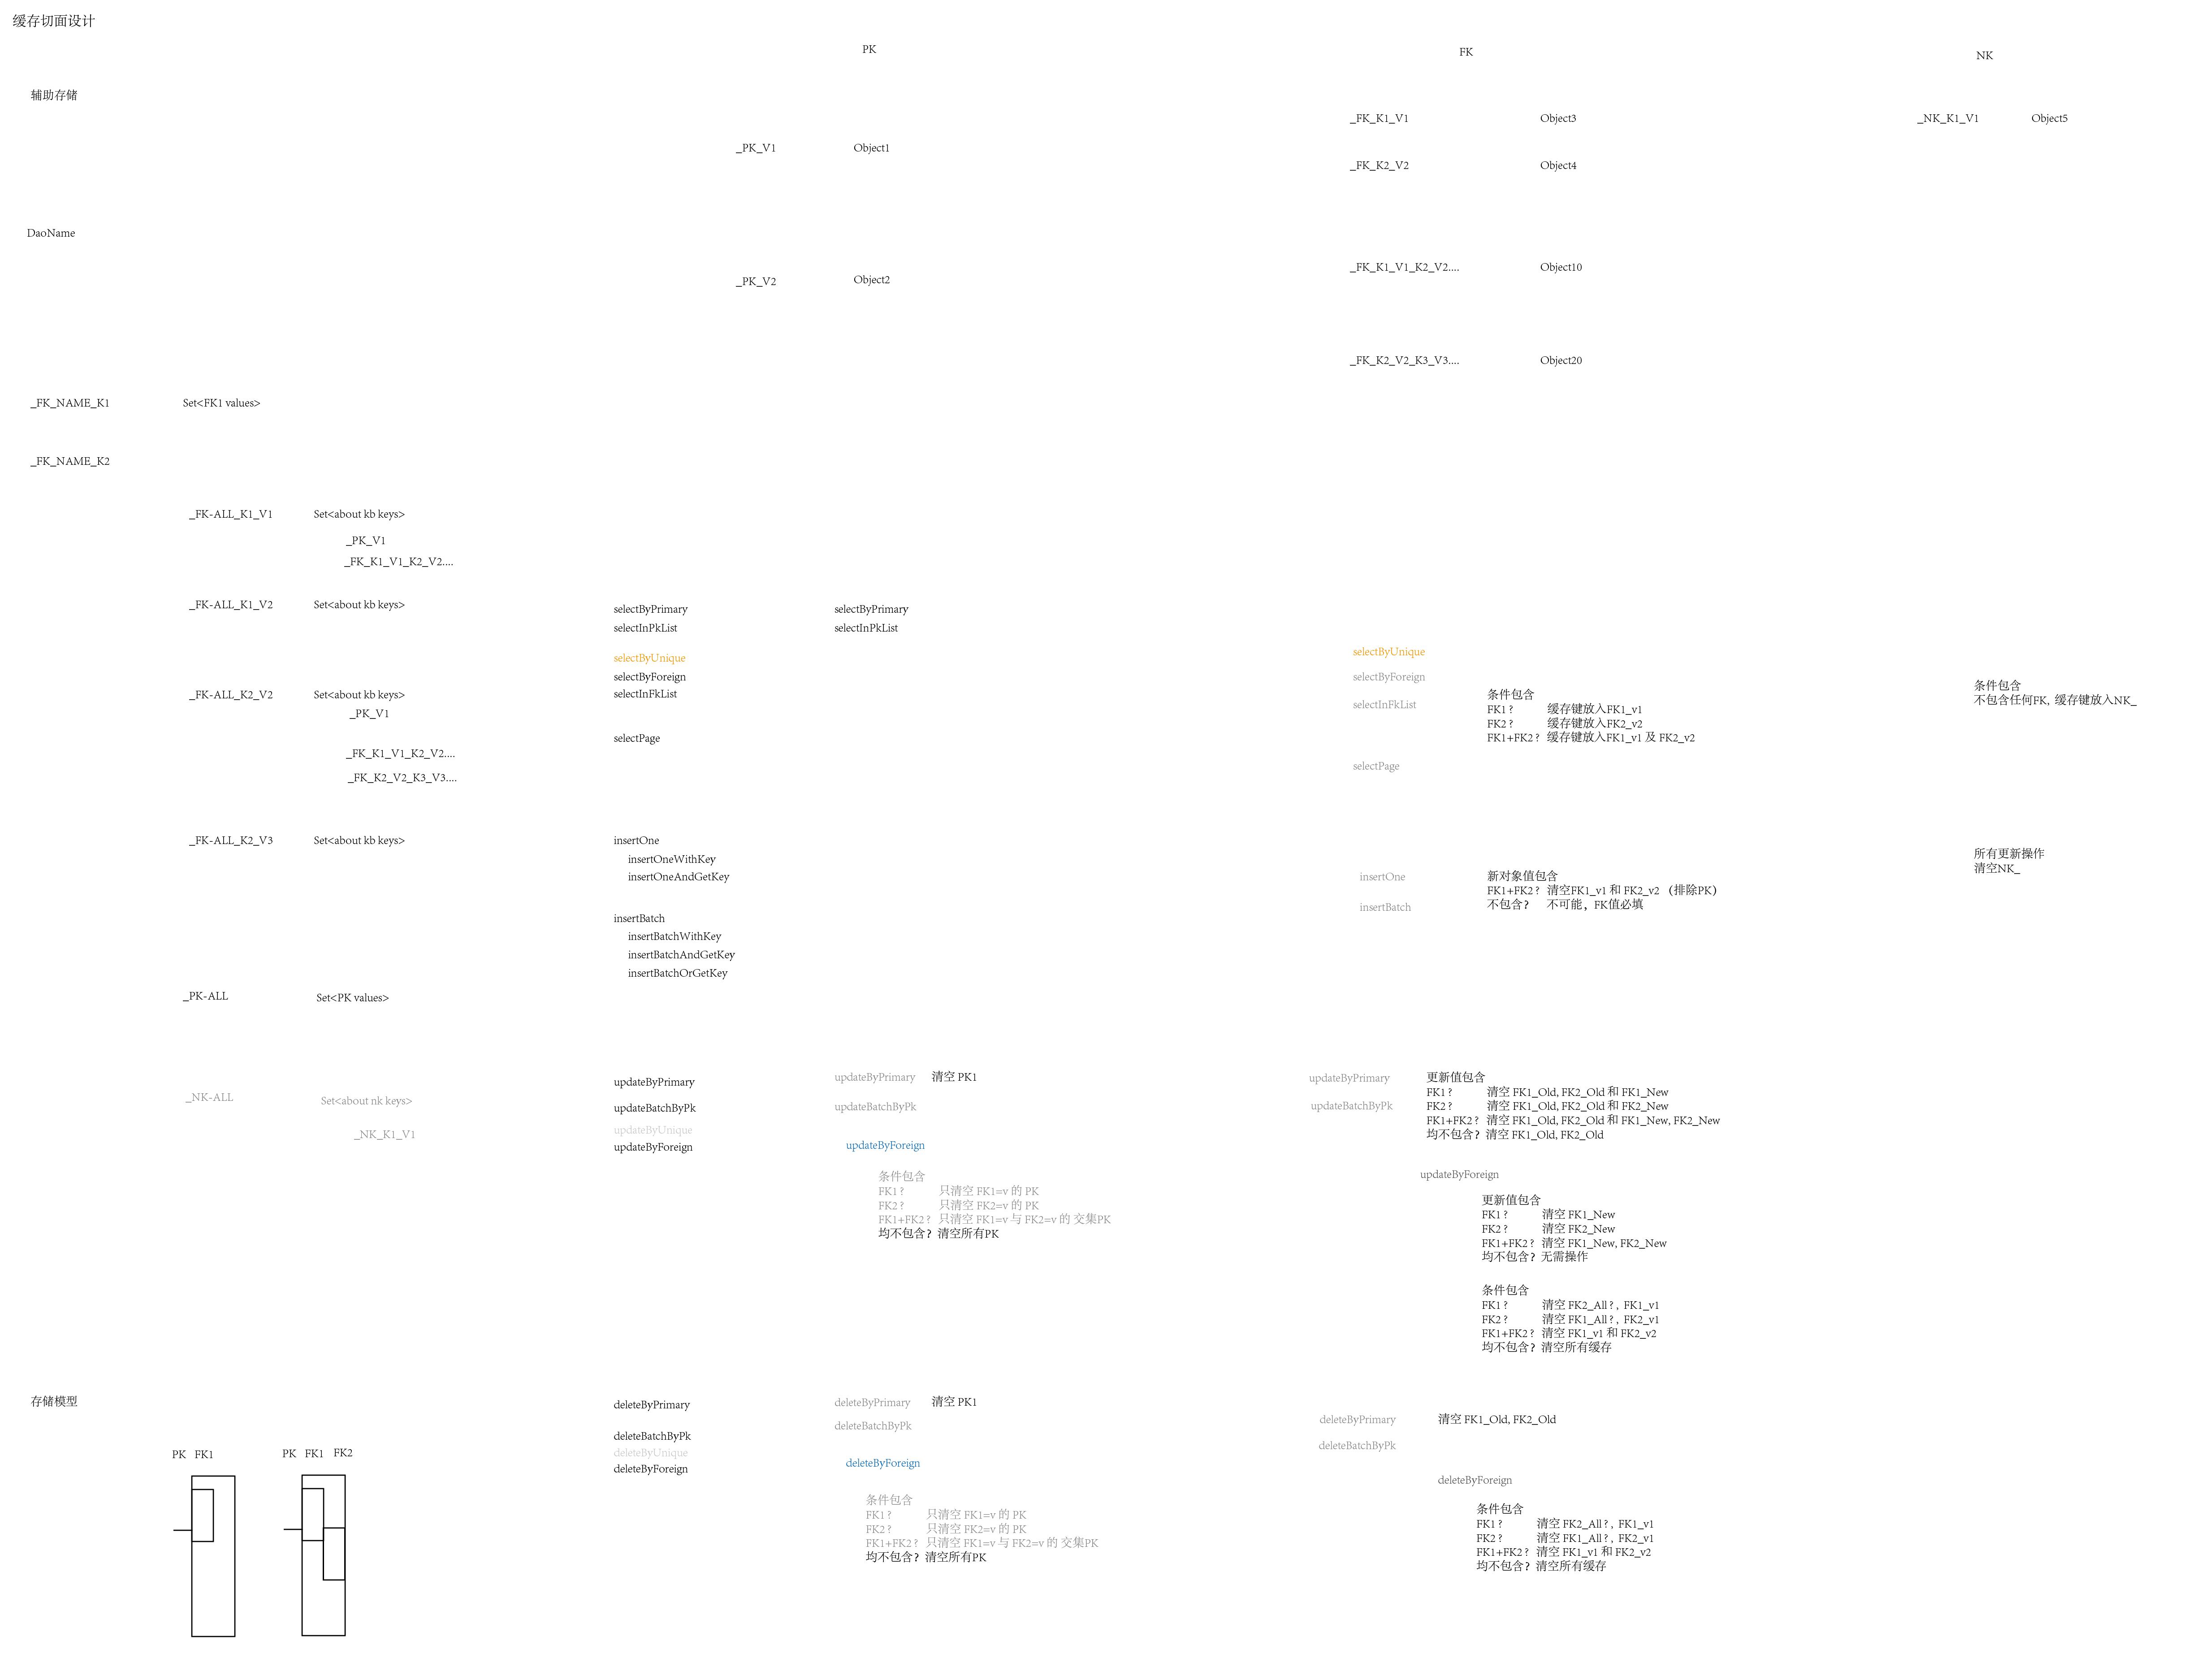 缓存切面设计
PK
FK
NK
辅助存储
_FK_K1_V1 Object3
_NK_K1_V1 Object5
_PK_V1 Object1
_FK_K2_V2 Object4
DaoName
_FK_K1_V1_K2_V2.... Object10
_PK_V2 Object2
_FK_K2_V2_K3_V3.... Object20
_FK_NAME_K1 Set<FK1 values>
_FK_NAME_K2
_FK-ALL_K1_V1 Set<about kb keys>
_PK_V1
_FK_K1_V1_K2_V2....
_FK-ALL_K1_V2 Set<about kb keys>
_FK-ALL_K2_V2 Set<about kb keys>
_PK_V1
_FK_K1_V1_K2_V2....
_FK_K2_V2_K3_V3....
_FK-ALL_K2_V3 Set<about kb keys>
_PK-ALL Set<PK values>
_NK-ALL Set<about nk keys>
_NK_K1_V1
存储模型
PK FK1
PK FK1 FK2
selectByPrimary
selectInPkList
selectByUnique
selectByForeign
selectInFkList
selectPage
insertOne
insertOneWithKey
insertOneAndGetKey
insertBatch
insertBatchWithKey
insertBatchAndGetKey
insertBatchOrGetKey
updateByPrimary
updateBatchByPk
updateByUnique
updateByForeign
deleteByPrimary
deleteBatchByPk
deleteByUnique
deleteByForeign
selectByPrimary
selectInPkList
updateByPrimary 清空 PK1
updateBatchByPk
updateByForeign
条件包含
FK1 ? 只清空 FK1=v 的 PK
FK2 ? 只清空 FK2=v 的 PK
FK1+FK2 ? 只清空 FK1=v 与 FK2=v 的 交集PK
均不包含? 清空所有PK
deleteByPrimary 清空 PK1
deleteBatchByPk
deleteByForeign
条件包含
FK1 ? 只清空 FK1=v 的 PK
FK2 ? 只清空 FK2=v 的 PK
FK1+FK2 ? 只清空 FK1=v 与 FK2=v 的 交集PK
均不包含? 清空所有PK
selectByUnique
selectByForeign
selectInFkList
selectPage
条件包含
FK1 ? 缓存键放入FK1_v1
FK2 ? 缓存键放入FK2_v2
FK1+FK2 ? 缓存键放入FK1_v1 及 FK2_v2
insertOne
insertBatch
新对象值包含
FK1+FK2 ? 清空FK1_v1 和 FK2_v2 （排除PK）
不包含? 不可能, FK值必填
updateByPrimary
updateBatchByPk
更新值包含
FK1 ? 清空 FK1_Old, FK2_Old 和 FK1_New
FK2 ? 清空 FK1_Old, FK2_Old 和 FK2_New
FK1+FK2 ? 清空 FK1_Old, FK2_Old 和 FK1_New, FK2_New
均不包含? 清空 FK1_Old, FK2_Old
updateByForeign
更新值包含
FK1 ? 清空 FK1_New
FK2 ? 清空 FK2_New
FK1+FK2 ? 清空 FK1_New, FK2_New
均不包含? 无需操作
条件包含
FK1 ? 清空 FK2_All ? , FK1_v1
FK2 ? 清空 FK1_All ? , FK2_v1
FK1+FK2 ? 清空 FK1_v1 和 FK2_v2
均不包含? 清空所有缓存
deleteByPrimary 清空 FK1_Old, FK2_Old
deleteBatchByPk
deleteByForeign
条件包含
FK1 ? 清空 FK2_All ? , FK1_v1
FK2 ? 清空 FK1_All ? , FK2_v1
FK1+FK2 ? 清空 FK1_v1 和 FK2_v2
均不包含? 清空所有缓存
条件包含
不包含任何FK, 缓存键放入NK_
所有更新操作
清空NK_